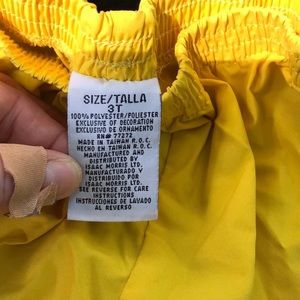 SIZE/TALLA
3T
100% POLYESTER/POLIESTER
EXCLUSIVE OF DECORATION
EXCLUSIVO DE ORNAMENTO
RN# 77272
MADE IN TAIWAN R.O.C.
HECHO EN TAIWAN R.O.C.
MANUFACTURED AND
DISTRIBUTED BY
ISAAC MORRIS LTD.
MANUFACTURADO Y
DISTRIBUIDO POR
ISAAC MORRIS LTD.
SEE REVERSE FOR CARE
INSTRUCTIONS
INSTRUCCIONES DE LAVADO
AL REVERSO